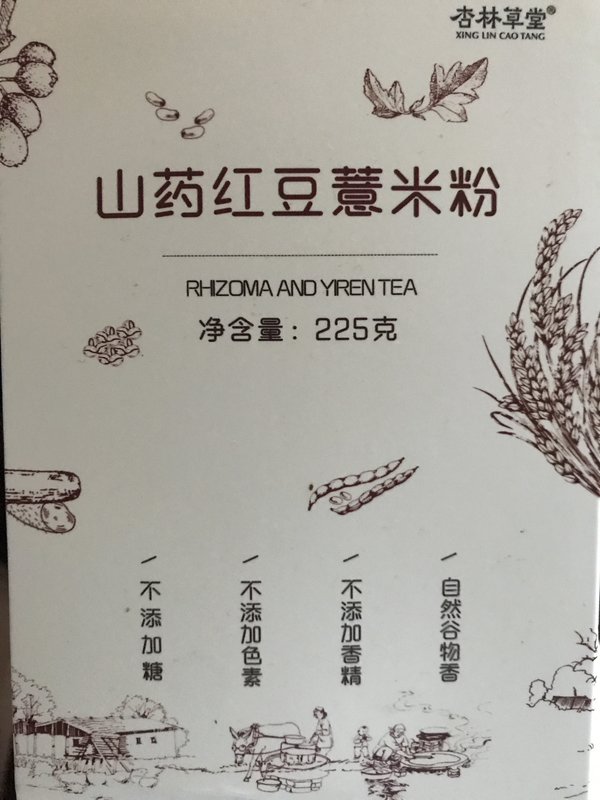 杏林草堂®
XING LIN CAO TANG
山药红豆薏米粉
RHIZOMA AND YIREN TEA
净含量：225克
/不添加糖
/不添加色素
/不添加香精
/自然谷物香